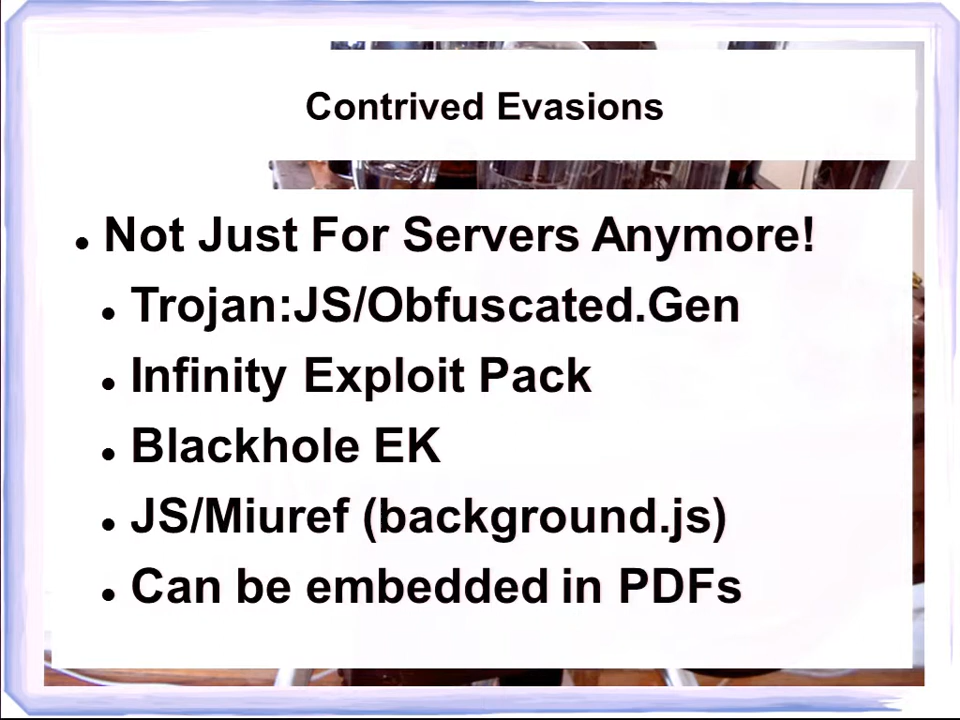 Contrived Evasions
● Not Just For Servers Anymore!
● Trojan:JS/Obfuscated.Gen
● Infinity Exploit Pack
● Blackhole EK
● JS/Miuref (background.js)
● Can be embedded in PDFs